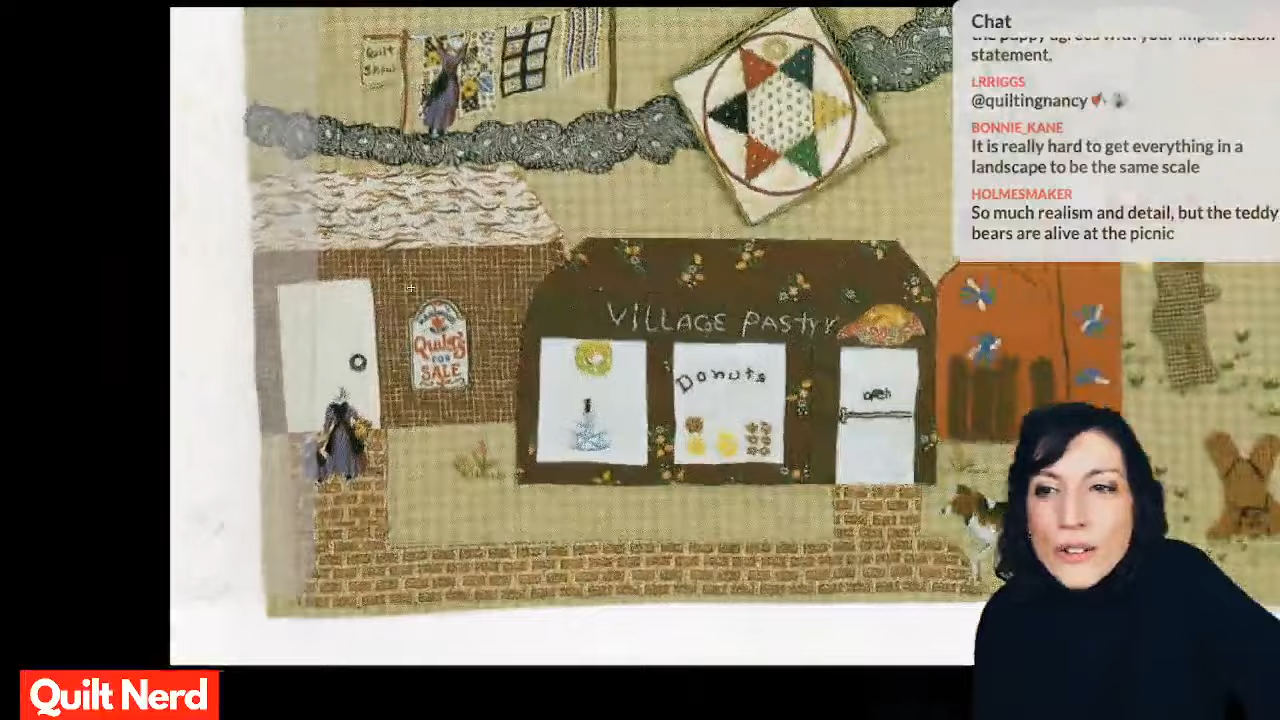 Chat
statement.
LRRIGGS
@quiltingnancy
BONNIE_KANE
It is really hard to get everything in a
landscape to be the same scale
HOLMESMAKER
So much realism and detail, but the teddy
bears are alive at the picnic
Quilt
Show
VILLAGE PASTRY
Quilts
FOR
SALE
Donuts
open
Quilt Nerd